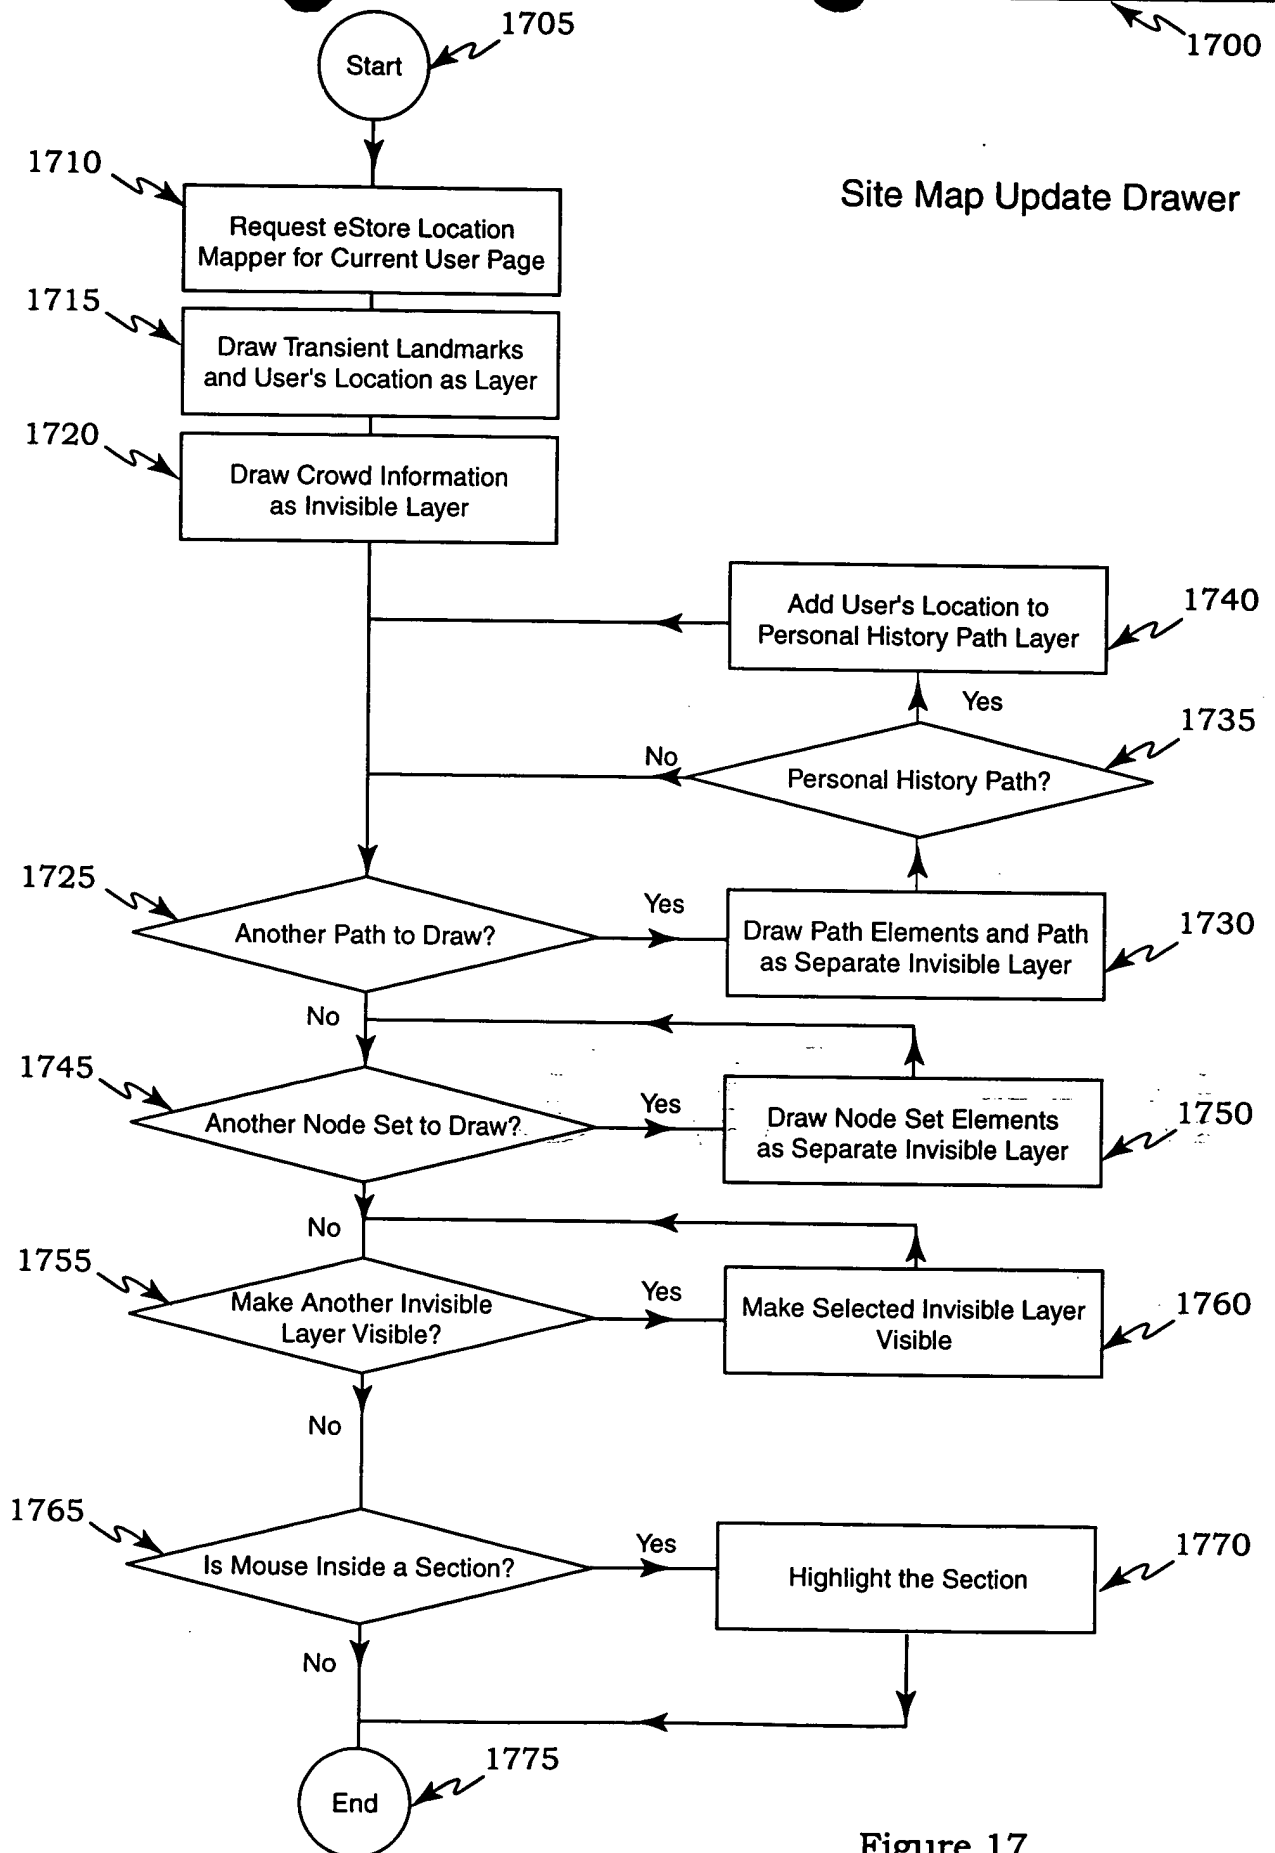 1705
1700
Start
1710
Site Map Update Drawer
Request eStore Location
Mapper for Current User Page
1715
Draw Transient Landmarks
and User's Location as Layer
1720
Draw Crowd Information
as Invisible Layer
Add User's Location to
Personal History Path Layer
1740
Yes
1735
No
Personal History Path?
1725
Another Path to Draw?
Yes
Draw Path Elements and Path
as Separate Invisible Layer
1730
No
1745
Another Node Set to Draw?
Yes
Draw Node Set Elements
as Separate Invisible Layer
1750
No
1755
Make Another Invisible
Layer Visible?
Yes
Make Selected Invisible Layer
Visible
1760
No
1765
Is Mouse Inside a Section?
Yes
Highlight the Section
1770
No
1775
End
Figure 17